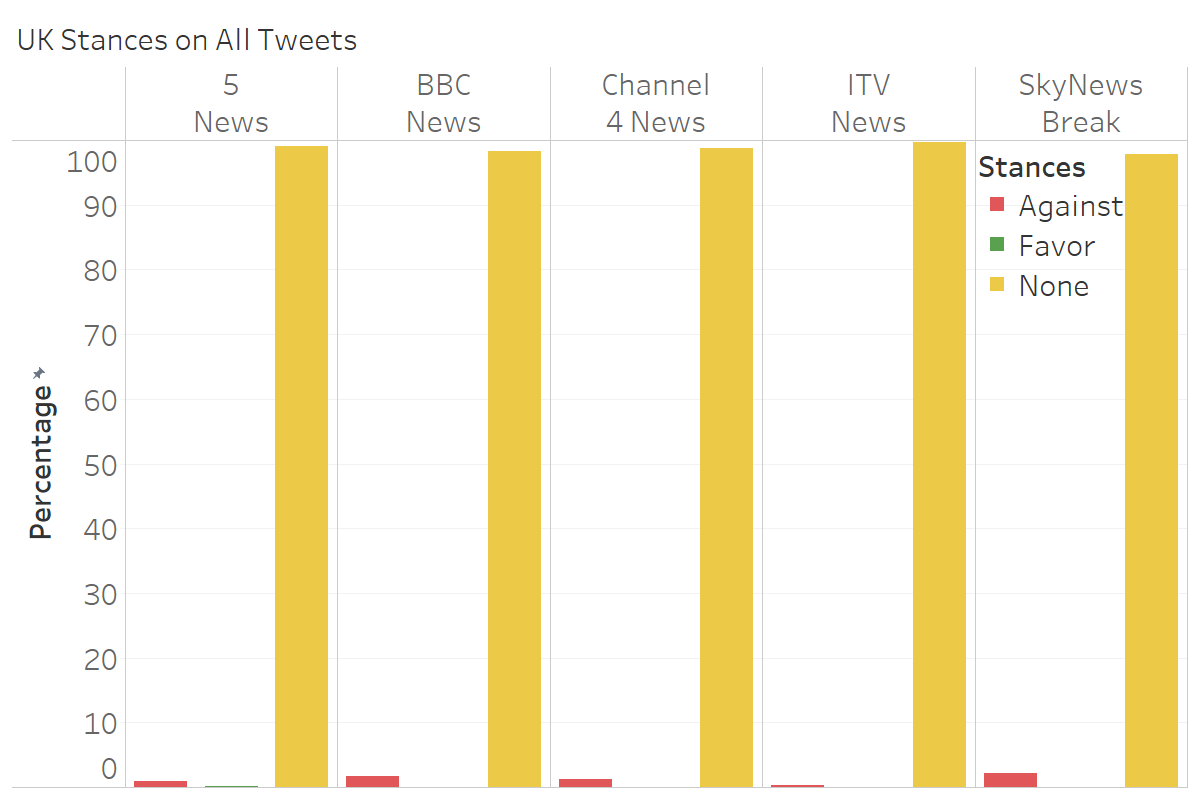 UK Stances on All Tweets
5 News
BBC News
Channel 4 News
ITV News
SkyNews Break
100
90
80
70
60
50
40
30
20
10
0
Percentage
Stances
Against
Favor
None